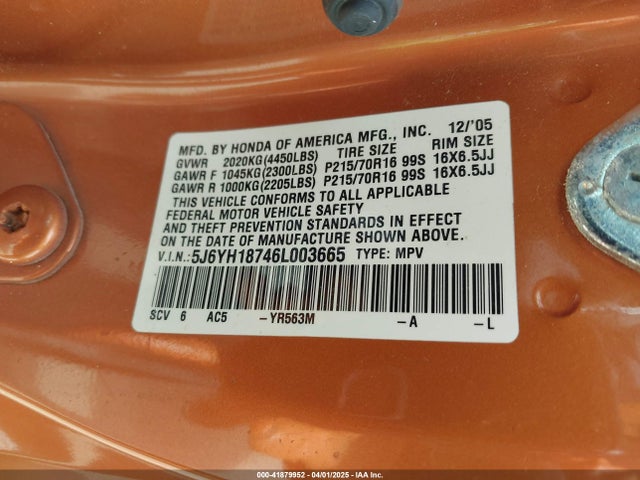 MFD. BY HONDA OF AMERICA MFG., INC. 12/'05
GVWR 2020KG(4450LBS) TIRE SIZE RIM SIZE
GAWR F 1045KG(2300LBS) P215/70R16 99S 16X6.5JJ
GAWR R 1000KG(2205LBS) P215/70R16 99S 16X6.5JJ
THIS VEHICLE CONFORMS TO ALL APPLICABLE
FEDERAL MOTOR VEHICLE SAFETY
AND THEFT PREVENTION STANDARDS IN EFFECT
ON THE DATE OF MANUFACTURE SHOWN ABOVE.
V.I.N.:5J6YH18746L003665 TYPE: MPV
SCV 6 AC5 -YR563M -A -L
000-41879952 - 04/01/2025 - IAA Inc.